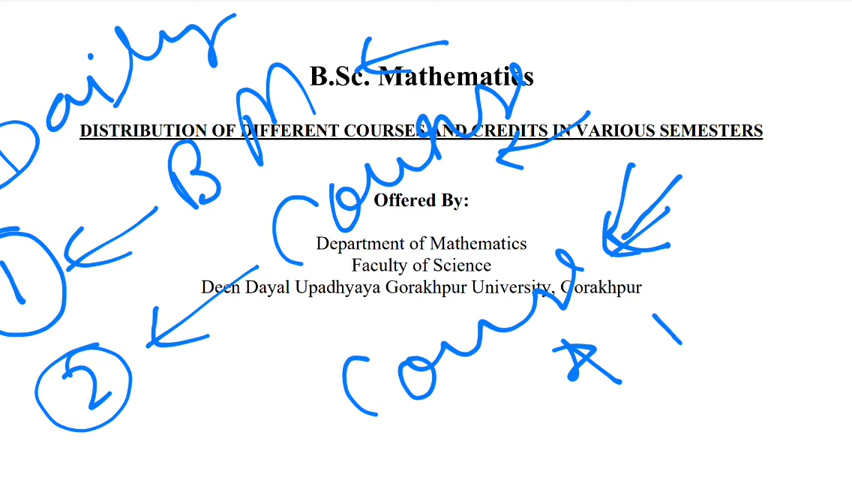 Daily
B.Sc. Mathematics
BM
DISTRIBUTION OF DIFFERENT COURSES AND CREDITS IN VARIOUS SEMESTERS
Course
Offered By:
Department of Mathematics
Faculty of Science
Deen Dayal Upadhyaya Gorakhpur University, Gorakhpur
1
Course
2